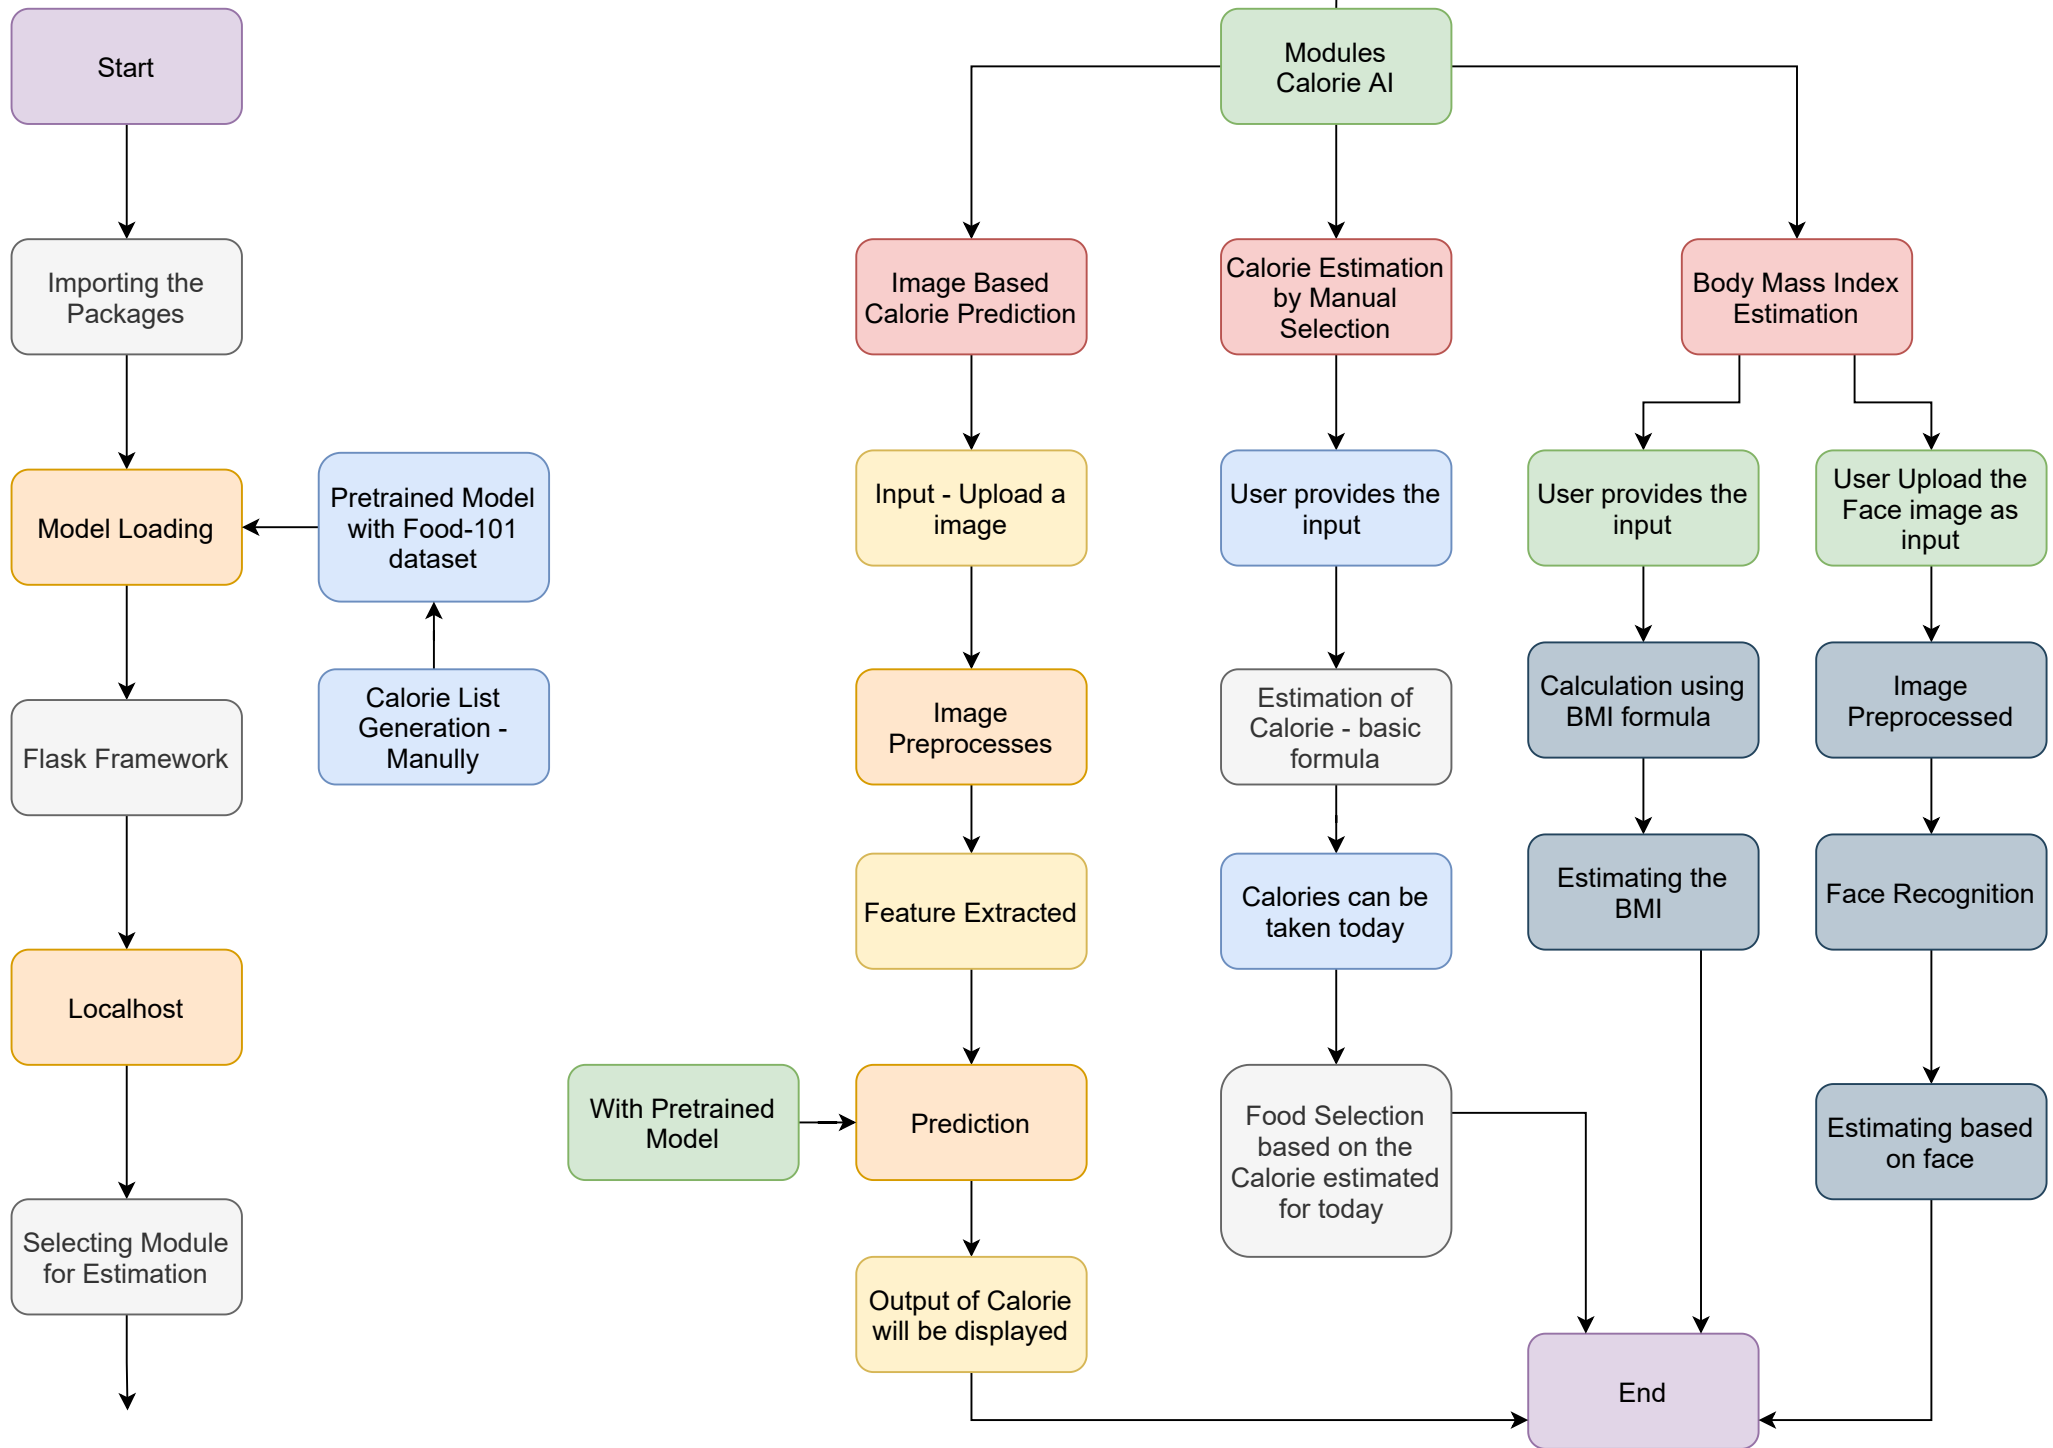 Start
Importing the
Packages
Model Loading
Pretrained Model
with Food-101
dataset
Calorie List
Generation -
Manully
Flask Framework
Localhost
Selecting Module
for Estimation
Modules
Calorie AI
Image Based
Calorie Prediction
Input - Upload a
image
Image
Preprocesses
Feature Extracted
With Pretrained
Model
Prediction
Output of Calorie
will be displayed
Calorie Estimation
by Manual
Selection
User provides the
input
Estimation of
Calorie - basic
formula
Calories can be
taken today
Food Selection
based on the
Calorie estimated
for today
Body Mass Index
Estimation
User provides the
input
Calculation using
BMI formula
Estimating the
BMI
User Upload the
Face image as
input
Image
Preprocessed
Face Recognition
Estimating based
on face
End